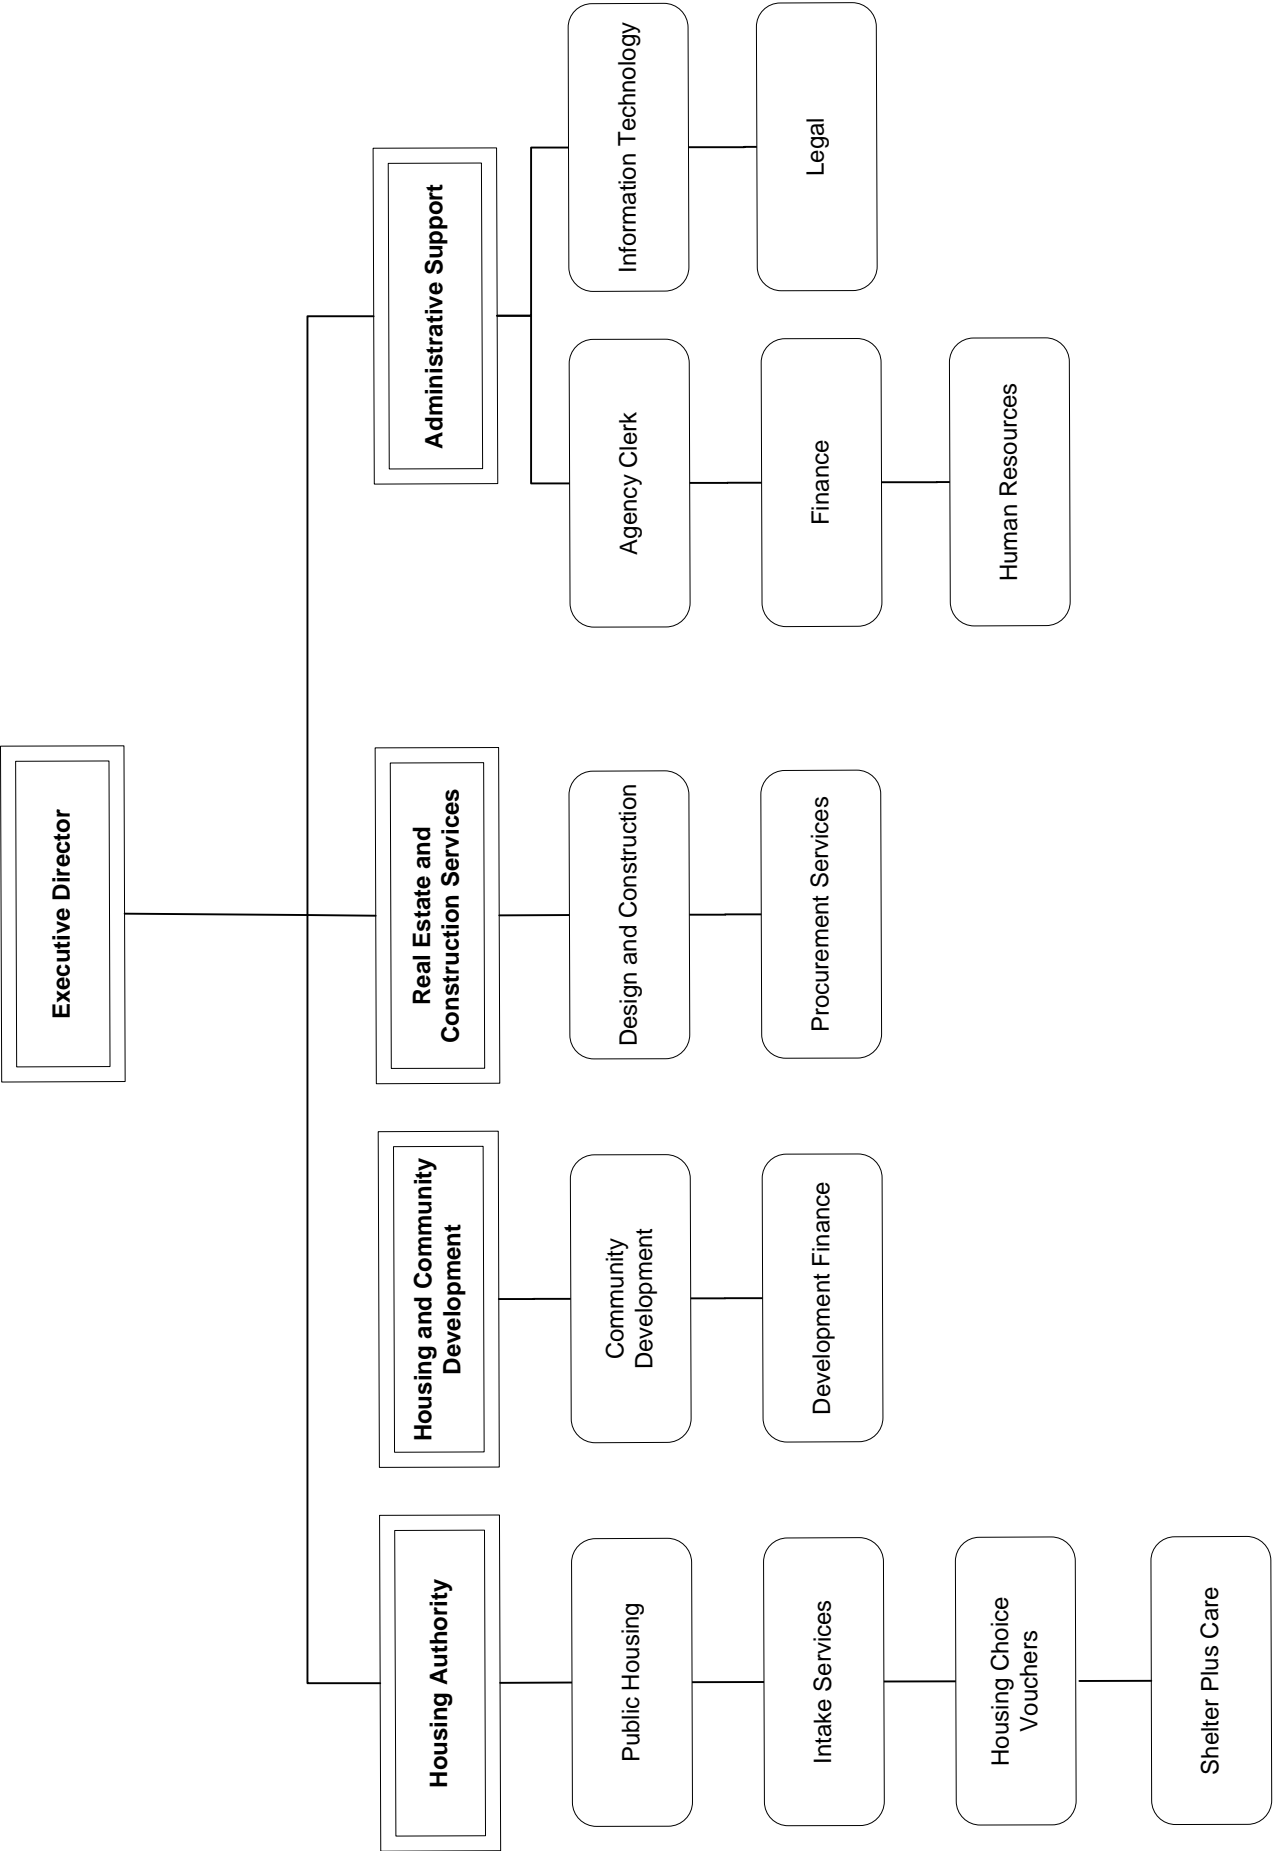 Executive Director
Housing Authority
Housing and Community
Development
Real Estate and
Construction Services
Administrative Support
Public Housing
Community
Development
Design and Construction
Agency Clerk
Information Technology
Intake Services
Development Finance
Procurement Services
Finance
Legal
Housing Choice
Vouchers
Human Resources
Shelter Plus Care